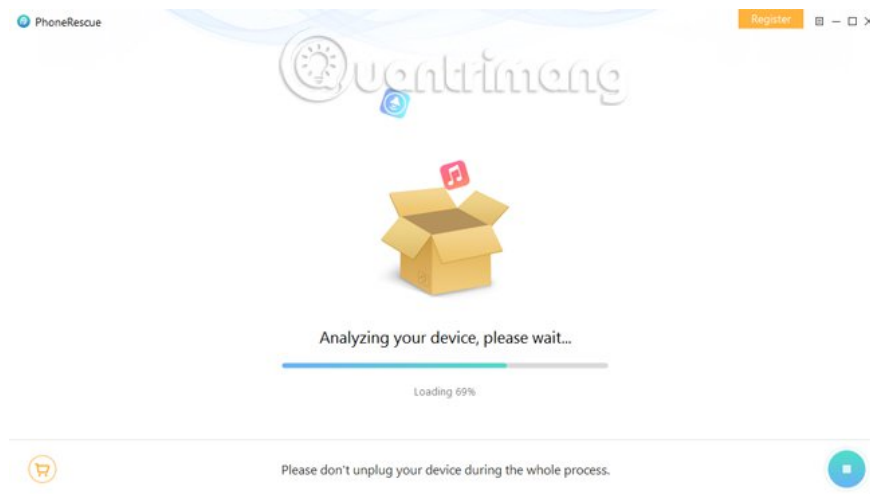 PhoneRescue
Register
Quantrimang
Analyzing your device, please wait...
Loading 69%
Please don't unplug your device during the whole process.